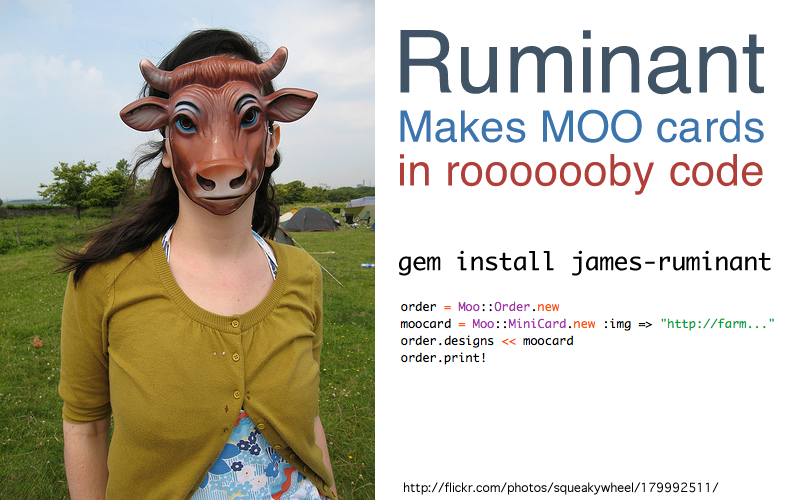 Ruminant
Makes MOO cards
in rooooooby code
gem install james-ruminant
order = Moo::Order.new
moocard = Moo::MiniCard.new :img => "http://farm..."
order.designs << moocard
order.print!
http://flickr.com/photos/squeakywheel/179992511/